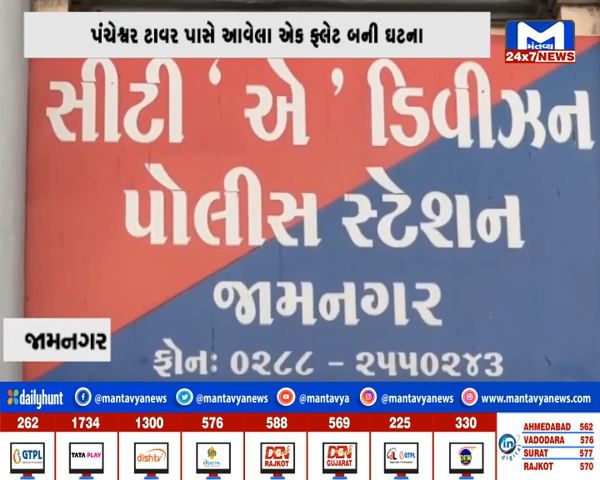 પંચેશ્વર ટાવર પાસે આવેલા એક ફ્લેટ બની ઘટના
મંતવ્ય
24x7NEWS
સીટી ' એ ' ડિવીઝન
પોલીસ સ્ટેશન
જામનગર
ફોન: ૦૨૮૮ - ૨૫૫૦૨૪૩
જામનગર
dailyhunt @mantavyanews @mantavyanews @mantavya @mantavyanews www.mantavyanews.com
262 1734 1300 576 588 569 225 330
GTPL TATA PLAY dishtv DEN RAJKOT DEN GUJARAT GTPL
in digital
AHMEDABAD 562
VADODARA 576
SURAT 577
RAJKOT 570